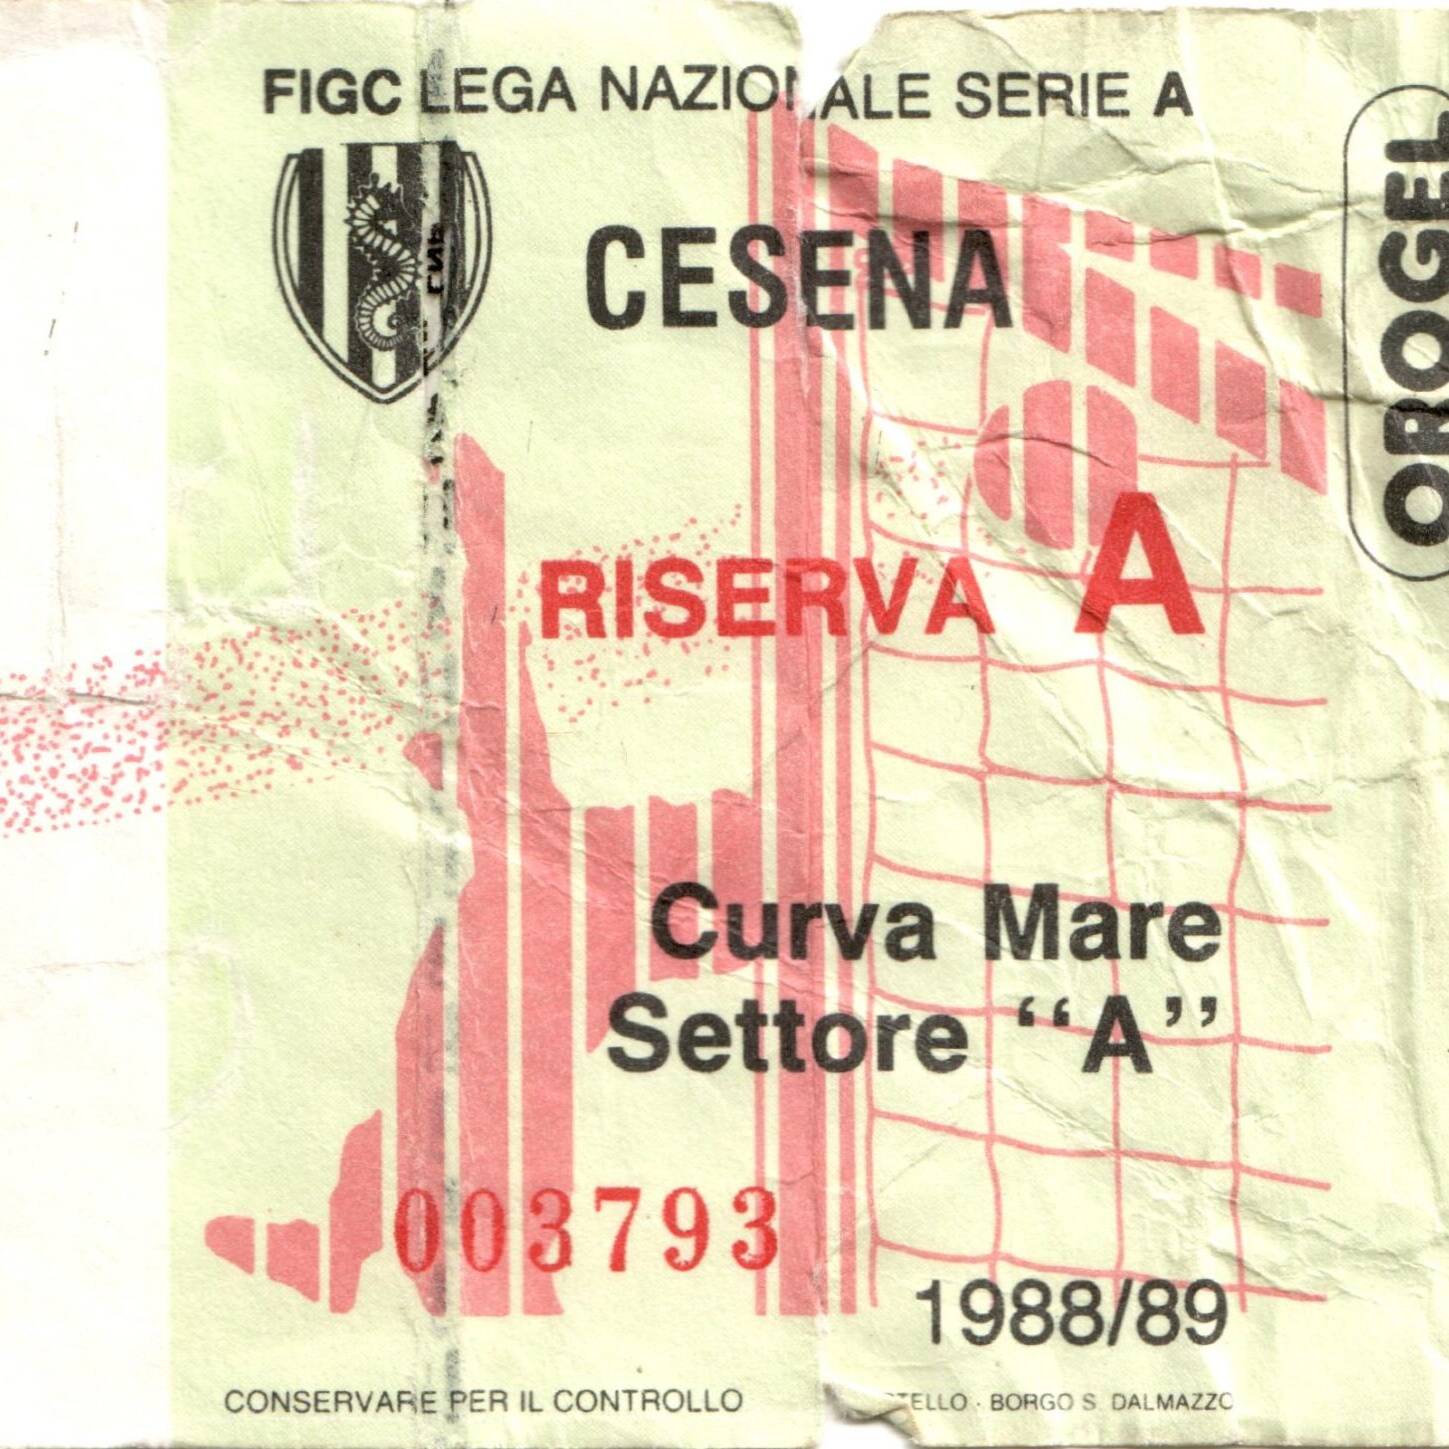 FIGC LEGA NAZIONALE SERIE A
CESENA
OROGEL
RISERVA A
Curva Mare
Settore “A”
003793
1988/89
CONSERVARE PER IL CONTROLLO
BORGO S. DALMAZZO